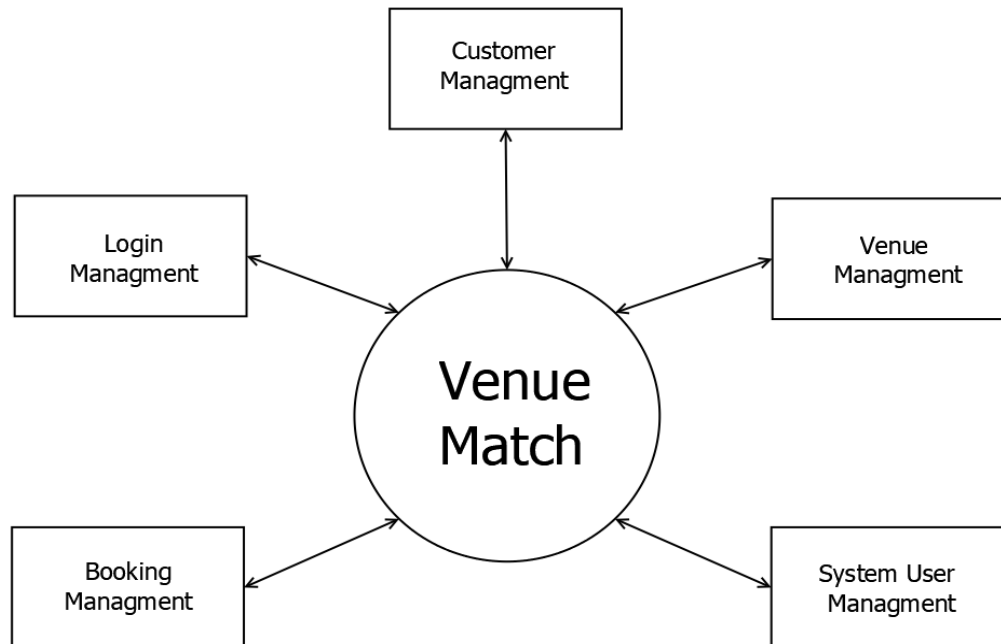 Customer
Managment
Login
Managment
Venue
Managment
Venue
Match
Booking
Managment
System User
Managment